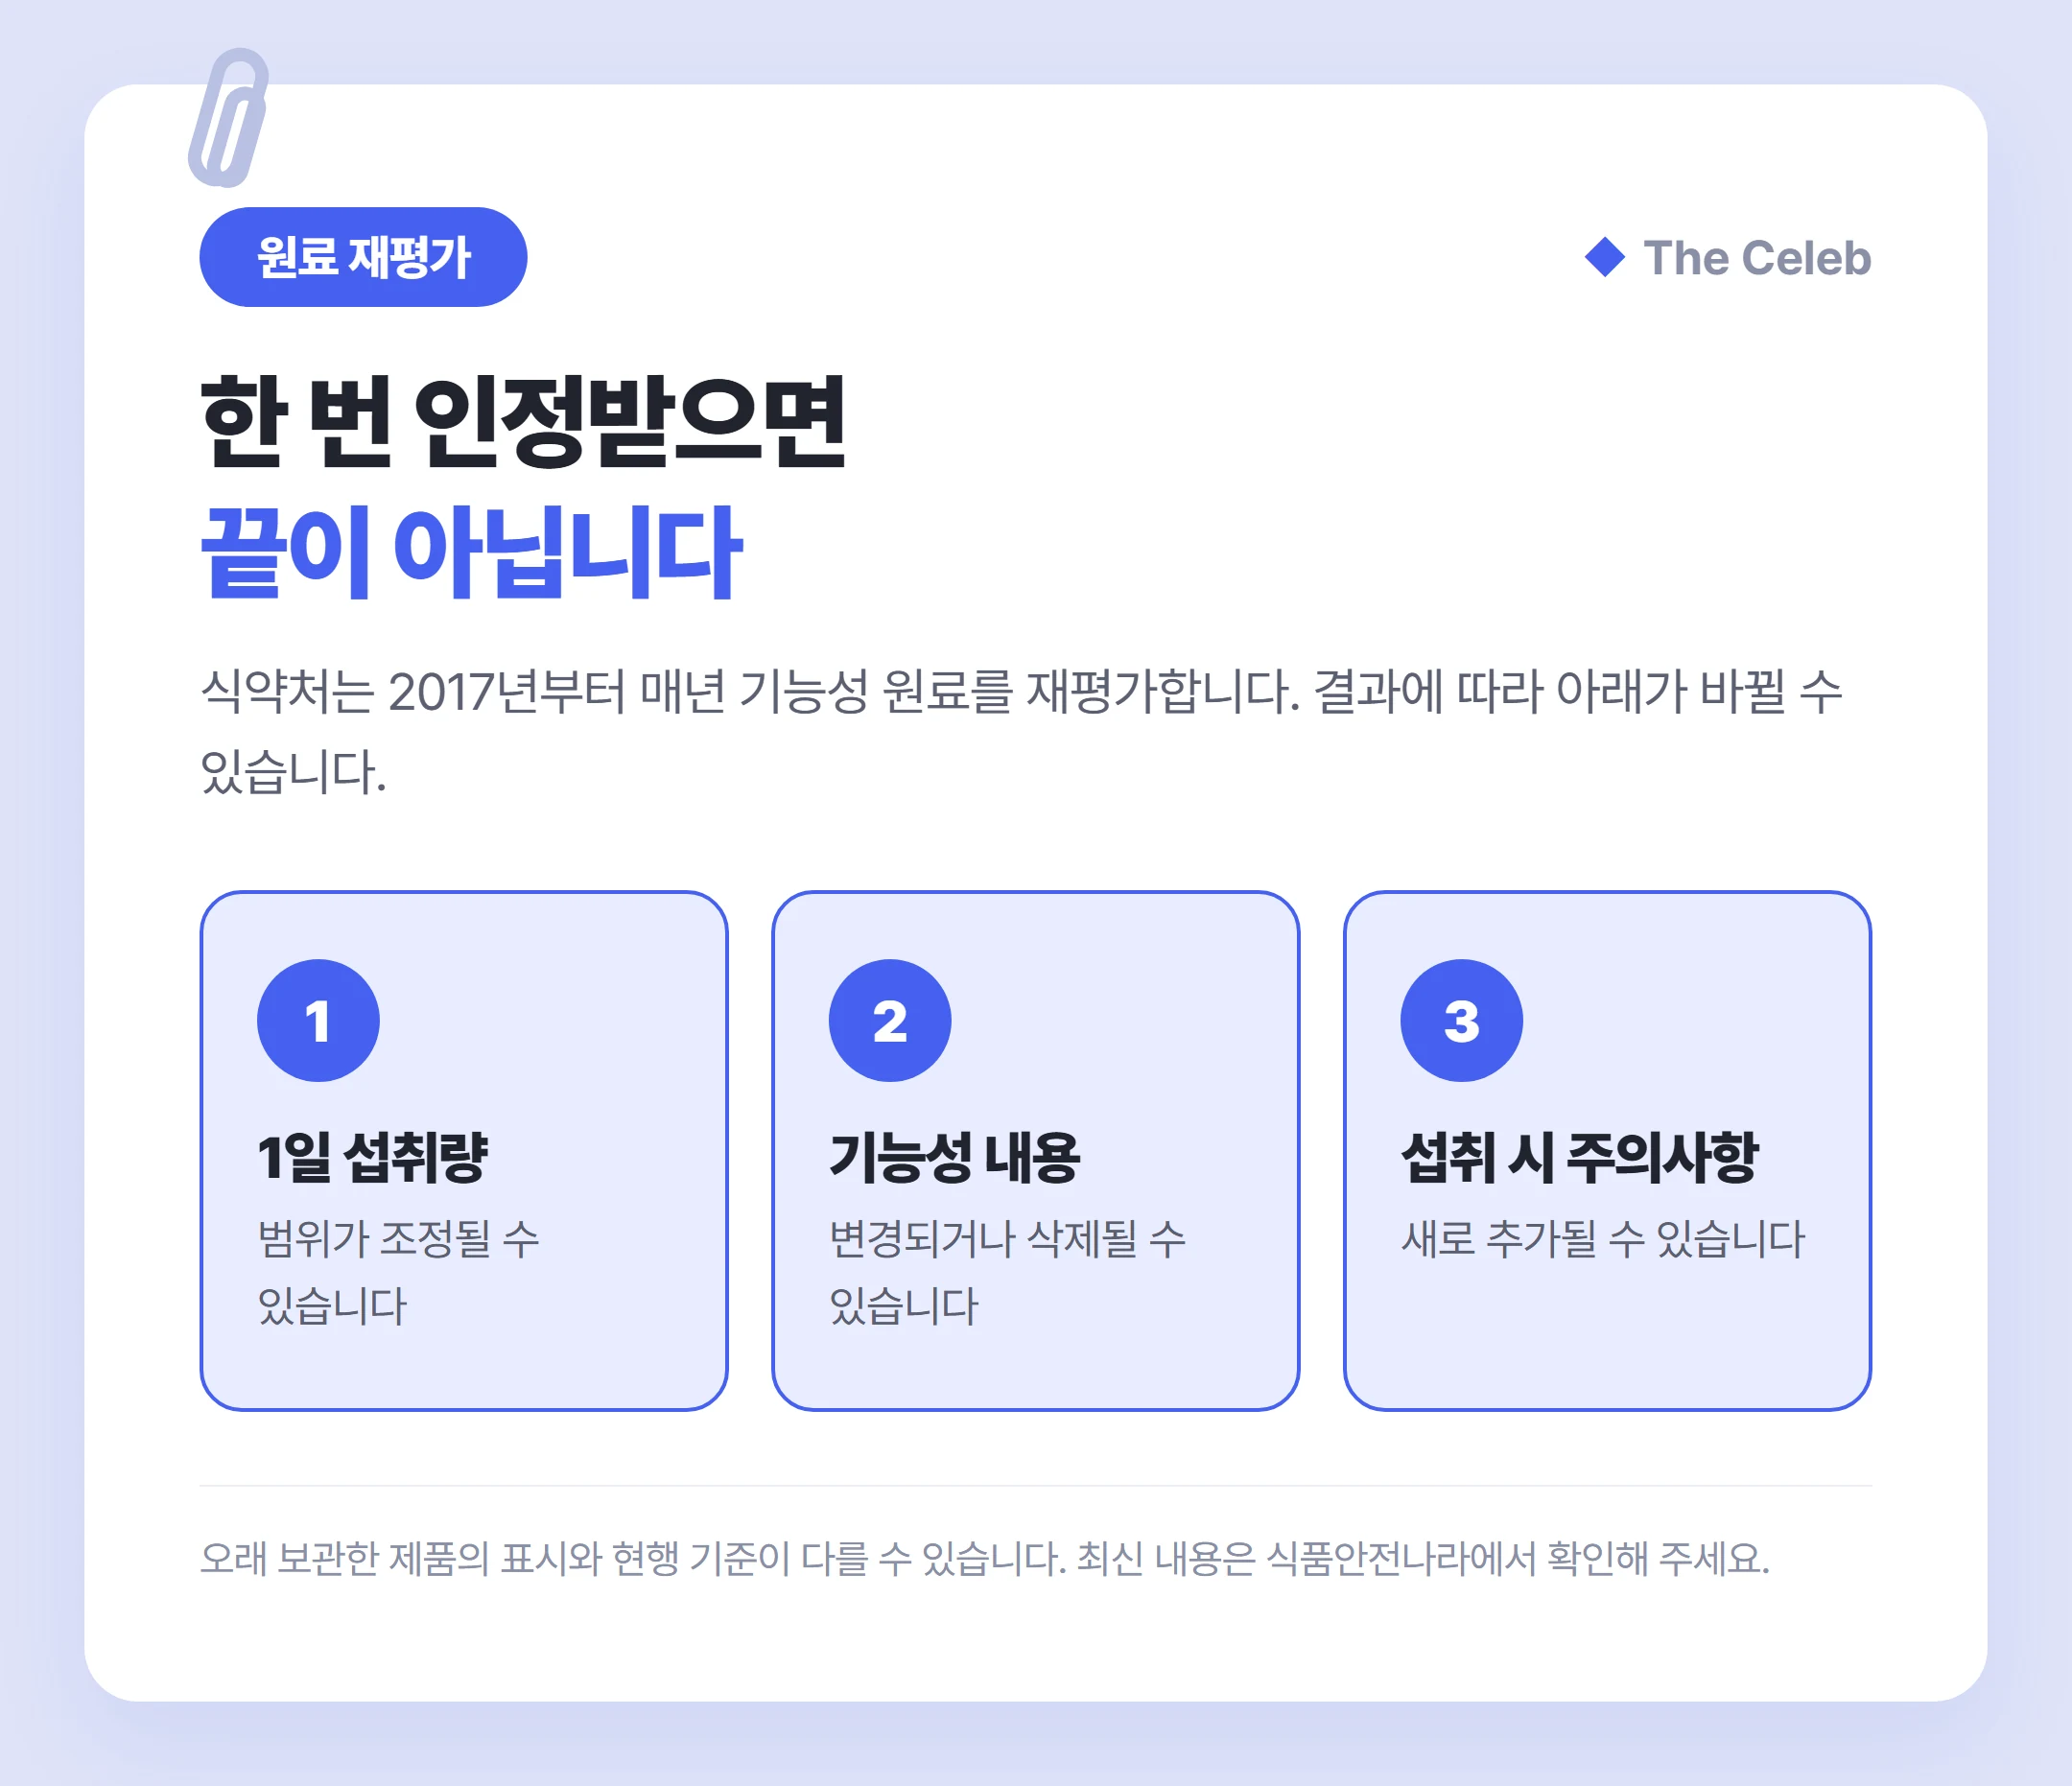 원료 재평가
The Celeb
한 번 인정받으면
끝이 아닙니다
식약처는 2017년부터 매년 기능성 원료를 재평가합니다. 결과에 따라 아래가 바뀔 수
있습니다.
1
1일 섭취량
범위가 조정될 수
있습니다
2
기능성 내용
변경되거나 삭제될 수
있습니다
3
섭취 시 주의사항
새로 추가될 수 있습니다
오래 보관한 제품의 표시와 현행 기준이 다를 수 있습니다. 최신 내용은 식품안전나라에서 확인해 주세요.